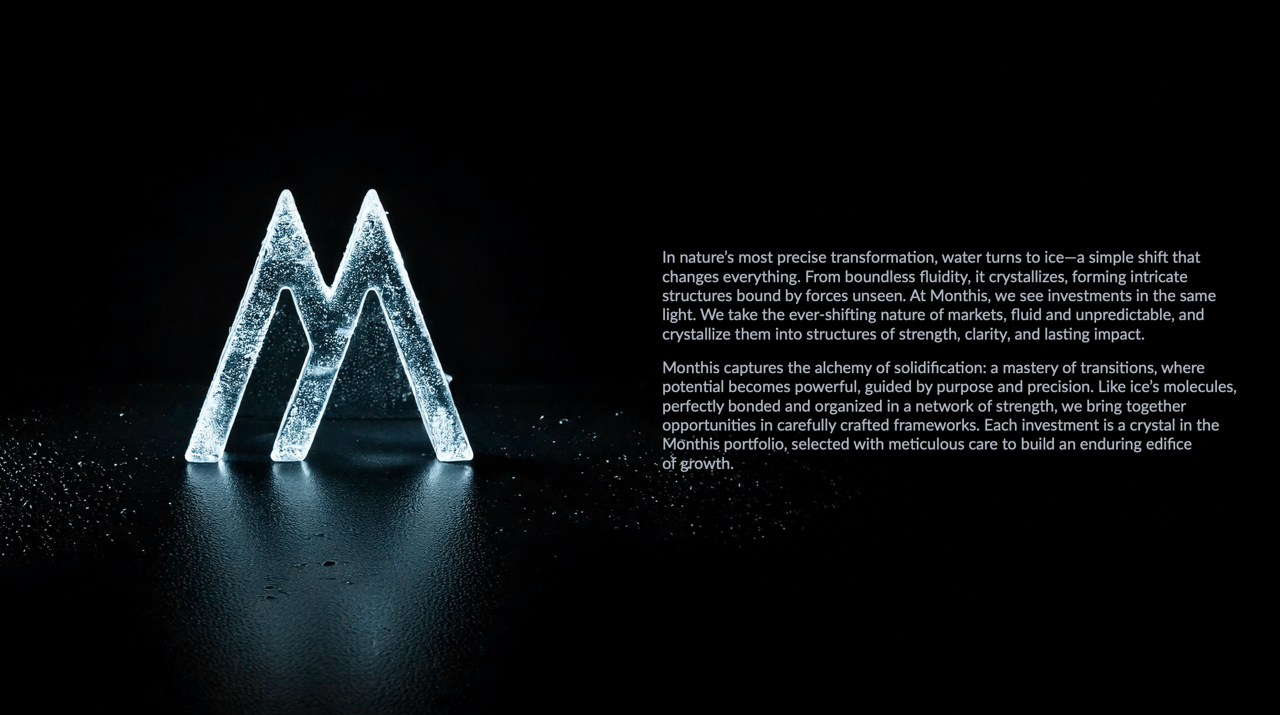 In nature’s most precise transformation, water turns to ice—a simple shift that
changes everything. From boundless fluidity, it crystallizes, forming intricate
structures bound by forces unseen. At Monthis, we see investments in the same
light. We take the ever-shifting nature of markets, fluid and unpredictable, and
crystallize them into structures of strength, clarity, and lasting impact.
Monthis captures the alchemy of solidification: a mastery of transitions, where
potential becomes powerful, guided by purpose and precision. Like ice’s molecules,
perfectly bonded and organized in a network of strength, we bring together
opportunities in carefully crafted frameworks. Each investment is a crystal in the
Monthis portfolio, selected with meticulous care to build an enduring edifice
of growth.